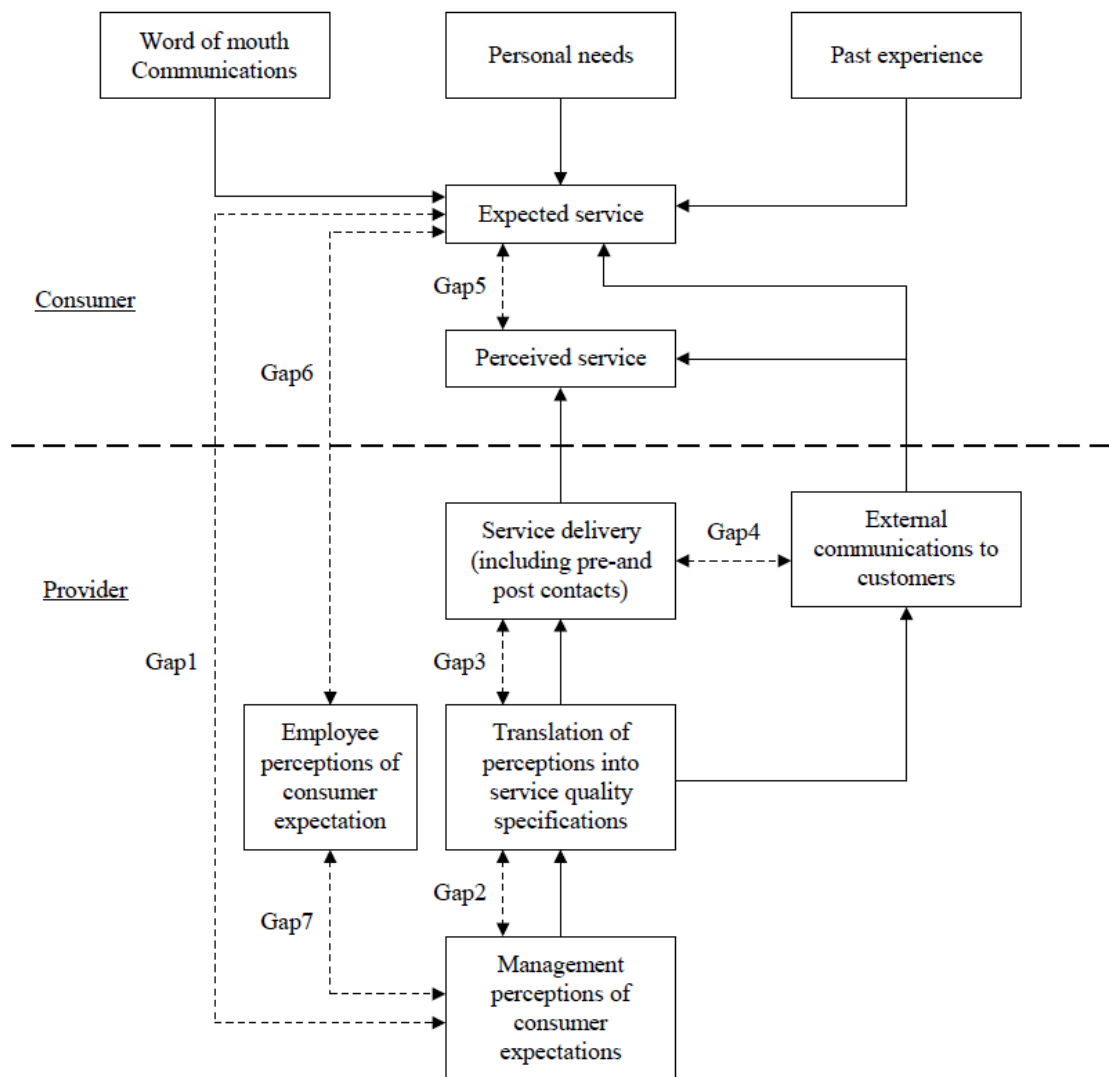 Word of mouth
Communications
Personal needs
Past experience
Expected service
Gap5
Consumer
Perceived service
Gap6
Service delivery
(including pre-and
post contacts)
Gap4
External
communications to
customers
Provider
Gap1
Gap3
Employee
perceptions of
consumer
expectation
Translation of
perceptions into
service quality
specifications
Gap2
Gap7
Management
perceptions of
consumer
expectations